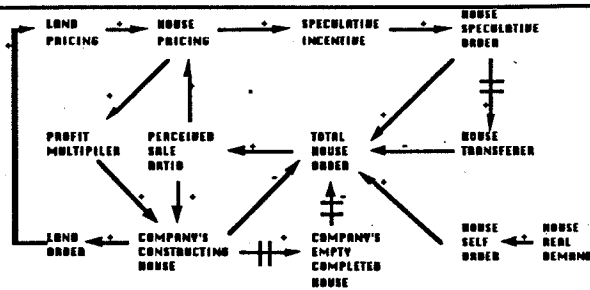 LAND
PRICING
HOUSE
PRICING
SPECULATIVE
INCENTIVE
HOUSE
SPECULATIVE
ORDER
PROFIT
MULTIPILER
PERCEIVED
SALE
RATIO
TOTAL
HOUSE
ORDER
HOUSE
TRANSFERER
LAND
ORDER
COMPANY'S
CONSTRUCTING
HOUSE
COMPANY'S
EMPTY
COMPLETED
HOUSE
HOUSE
SELF
ORDER
HOUSE
REAL
DEMAND